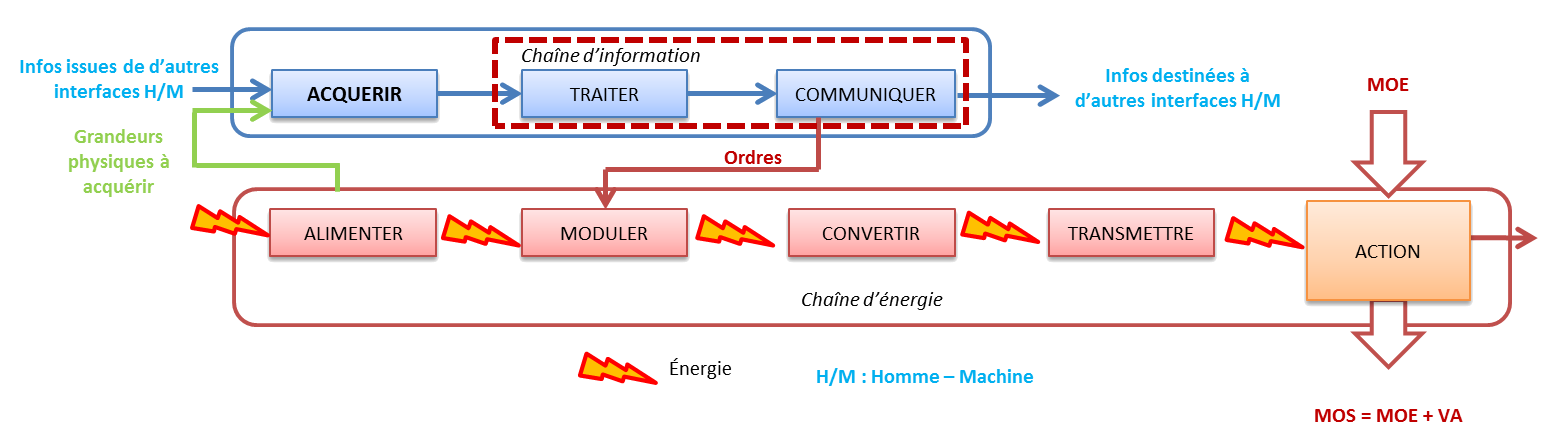 Chaîne d’information
Infos issues de d’autres
interfaces H/M
ACQUERIR
TRAITER
COMMUNIQUER
Infos destinées à
d’autres interfaces H/M
MOE
Grandeurs
physiques à
acquérir
Ordres
ALIMENTER
MODULER
CONVERTIR
TRANSMETTRE
ACTION
Chaîne d’énergie
Énergie
H/M : Homme – Machine
MOS = MOE + VA